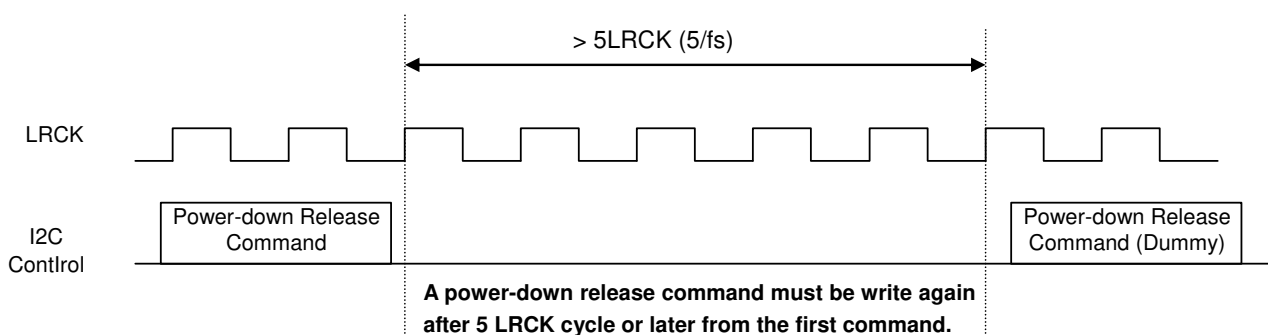 > 5LRCK (5/fs)
LRCK
Power-down Release
Command
I2C
ContIrol
Power-down Release
Command (Dummy)
A power-down release command must be write again
after 5 LRCK cycle or later from the first command.